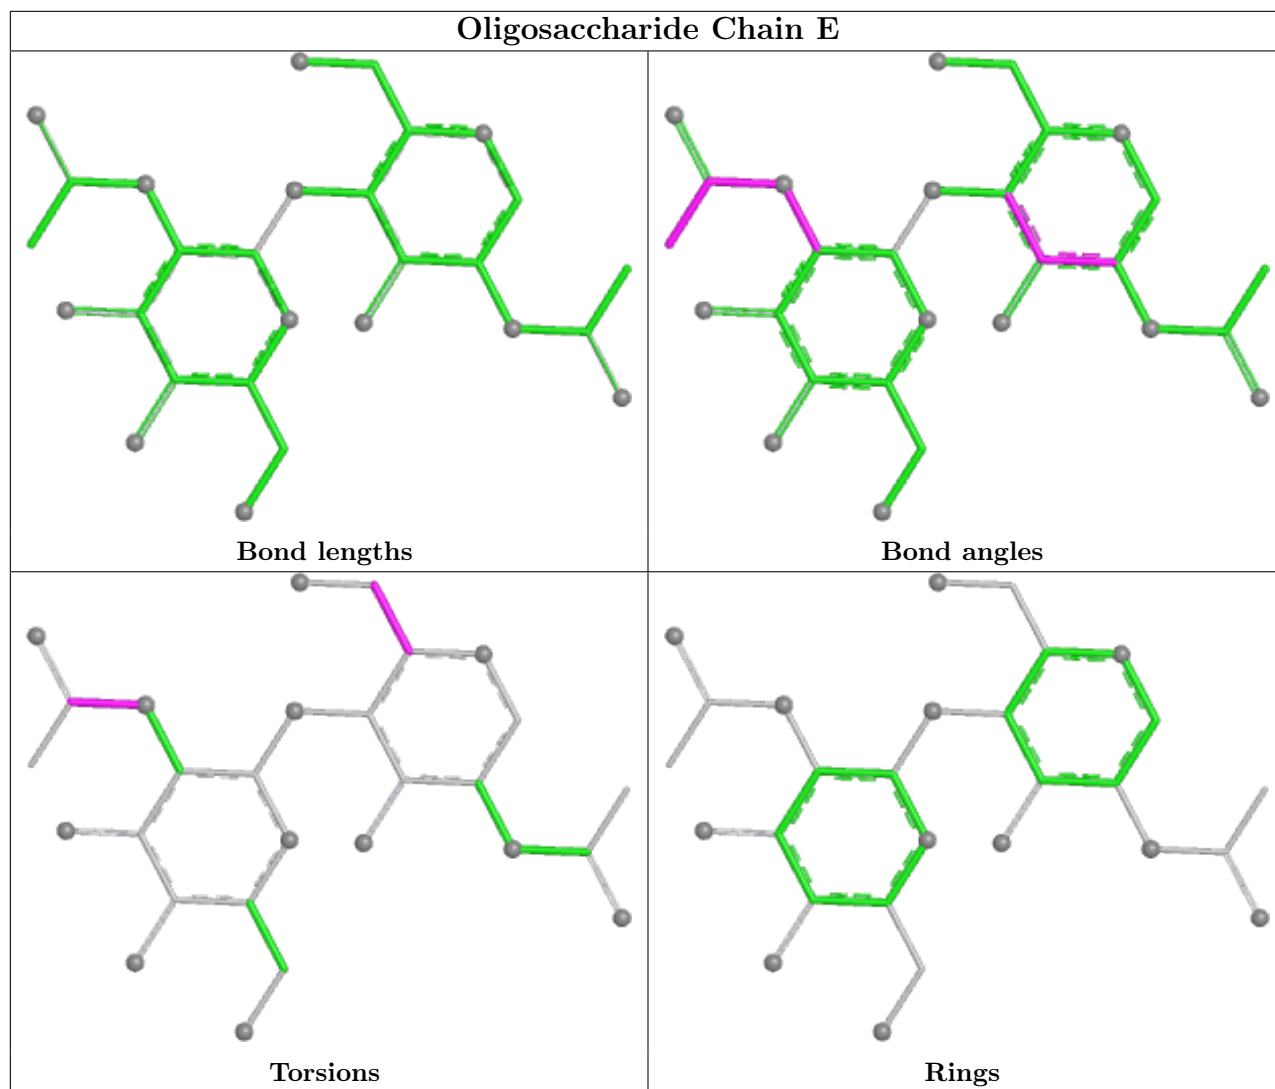 Oligosaccharide Chain E
Bond lengths
Bond angles
Torsions
Rings